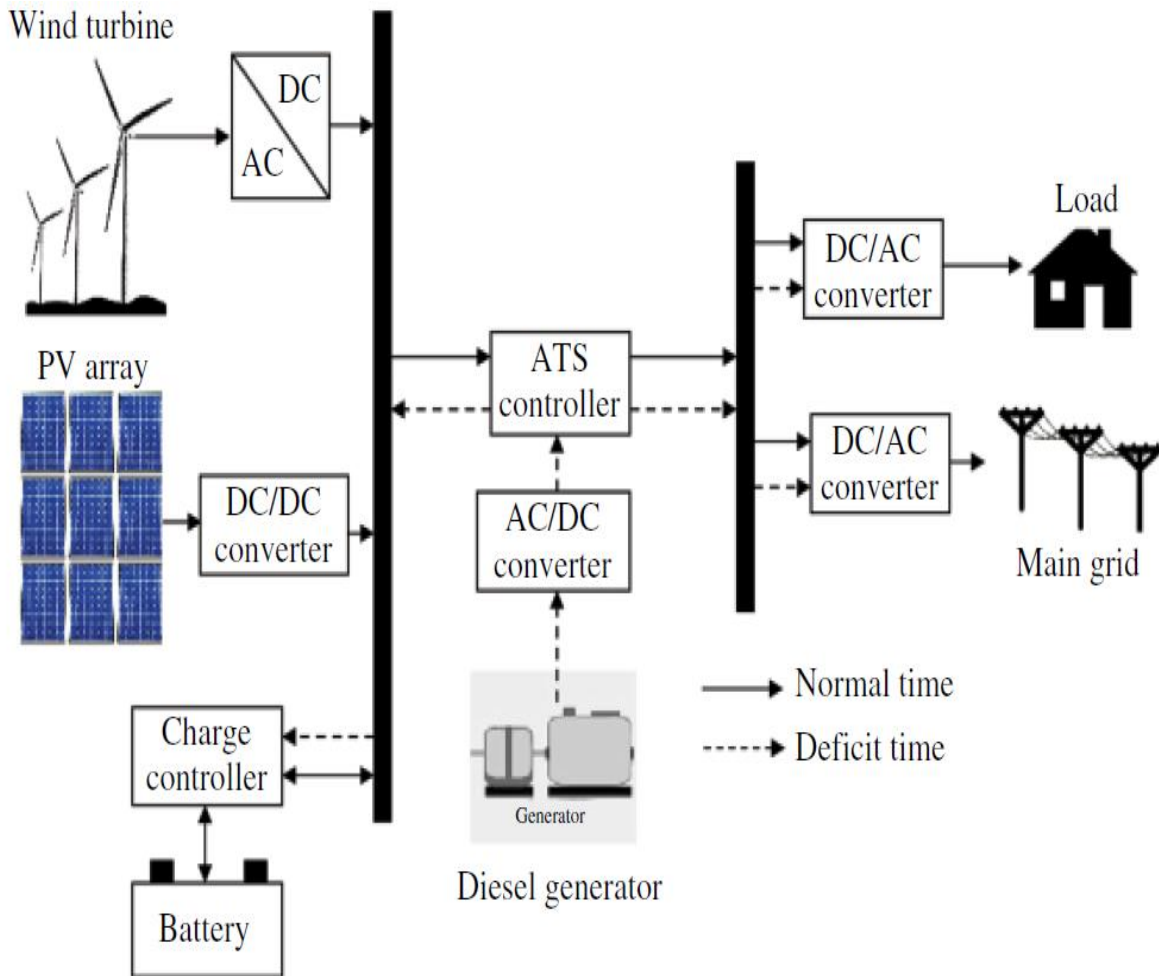 Wind turbine
DC
AC
PV array
DC/DC
converter
Charge
controller
Battery
ATS
controller
AC/DC
converter
Generator
Diesel generator
DC/AC
converter
Load
DC/AC
converter
Main grid
Normal time
Deficit time